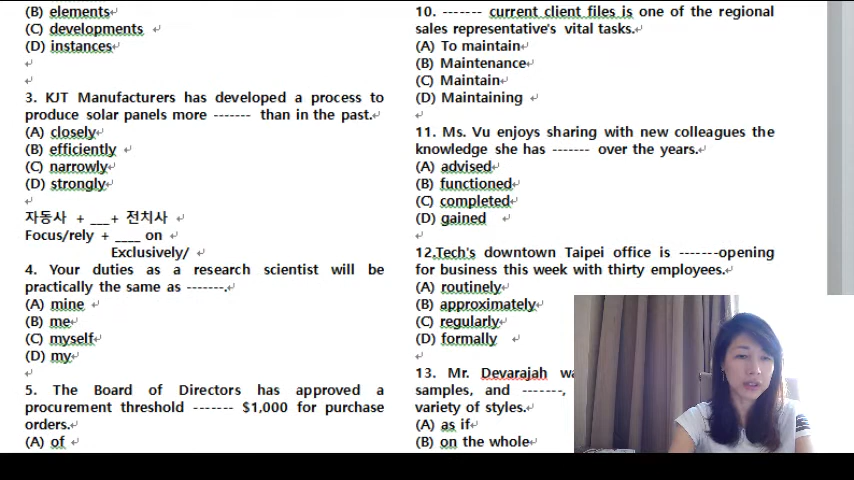 (B) elements
(C) developments
(D) instances
3. KJT Manufacturers has developed a process to
produce solar panels more ------- than in the past.
(A) closely
(B) efficiently
(C) narrowly
(D) strongly
자동사 + ___+ 전치사
Focus/rely + ____ on
Exclusively/
4. Your duties as a research scientist will be
practically the same as -------.
(A) mine
(B) me
(C) myself
(D) my
5. The Board of Directors has approved a
procurement threshold ------- $1,000 for purchase
orders.
(A) of
10. ------- current client files is one of the regional
sales representative's vital tasks.
(A) To maintain
(B) Maintenance
(C) Maintain
(D) Maintaining
11. Ms. Vu enjoys sharing with new colleagues the
knowledge she has ------- over the years.
(A) advised
(B) functioned
(C) completed
(D) gained
12.Tech's downtown Taipei office is -------opening
for business this week with thirty employees.
(A) routinely
(B) approximately
(C) regularly
(D) formally
13. Mr. Devarajah
samples, and -------,
variety of styles.
(A) as if
(B) on the whole